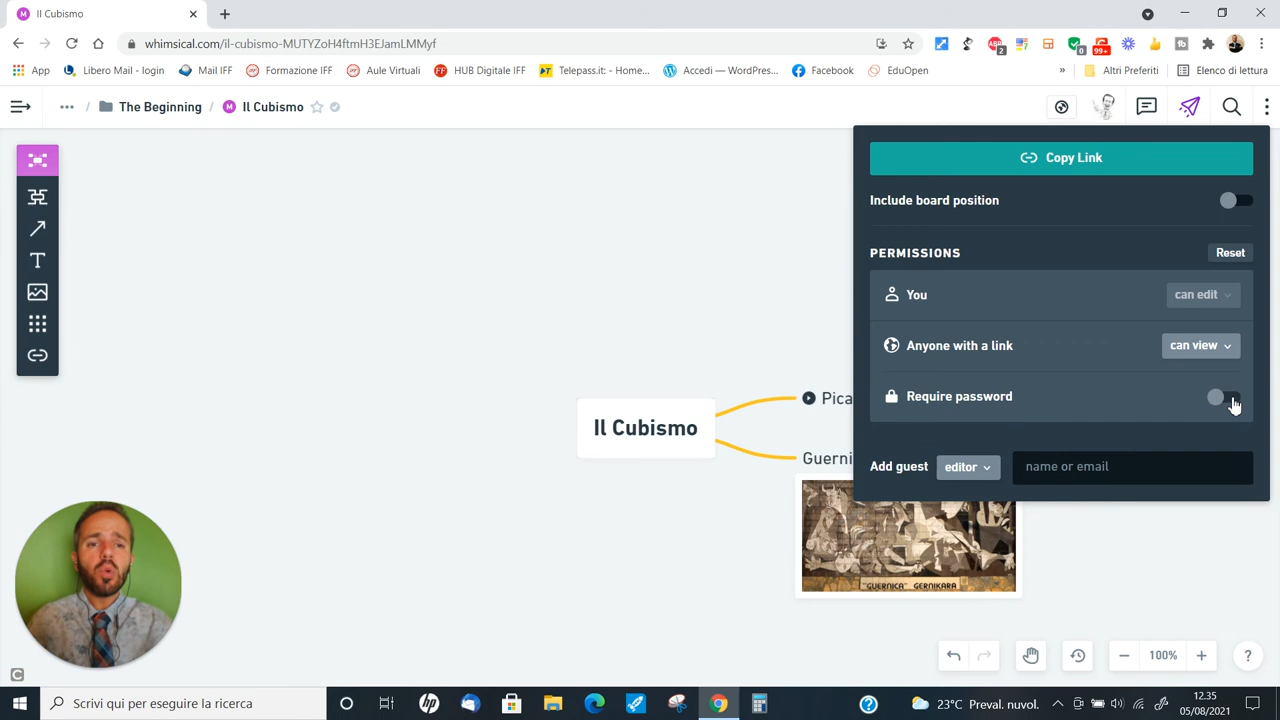 Il Cubismo
whimsical.com/il-cubismo-MUTYZoH4ftmH3EJamLMMyf
2
0
99+
App
Libero Mail - login
Mail IFF
Formazione IFF
Aule Virtuali
HUB Digitale IFF
Telepass.it: - Home...
Accedi — WordPress...
Facebook
EduOpen
»
Altri Preferiti
Elenco di lettura
... / The Beginning / Il Cubismo
Copy Link
Include board position
PERMISSIONS
Reset
You
can edit
Anyone with a link
can view
Require password
Add guest
editor
name or email
Il Cubismo
Pica
Guerni
"GUERNICA" GERNIKARA
100%
?
Scrivi qui per eseguire la ricerca
23°C Preval. nuvol.
12.35
05/08/2021